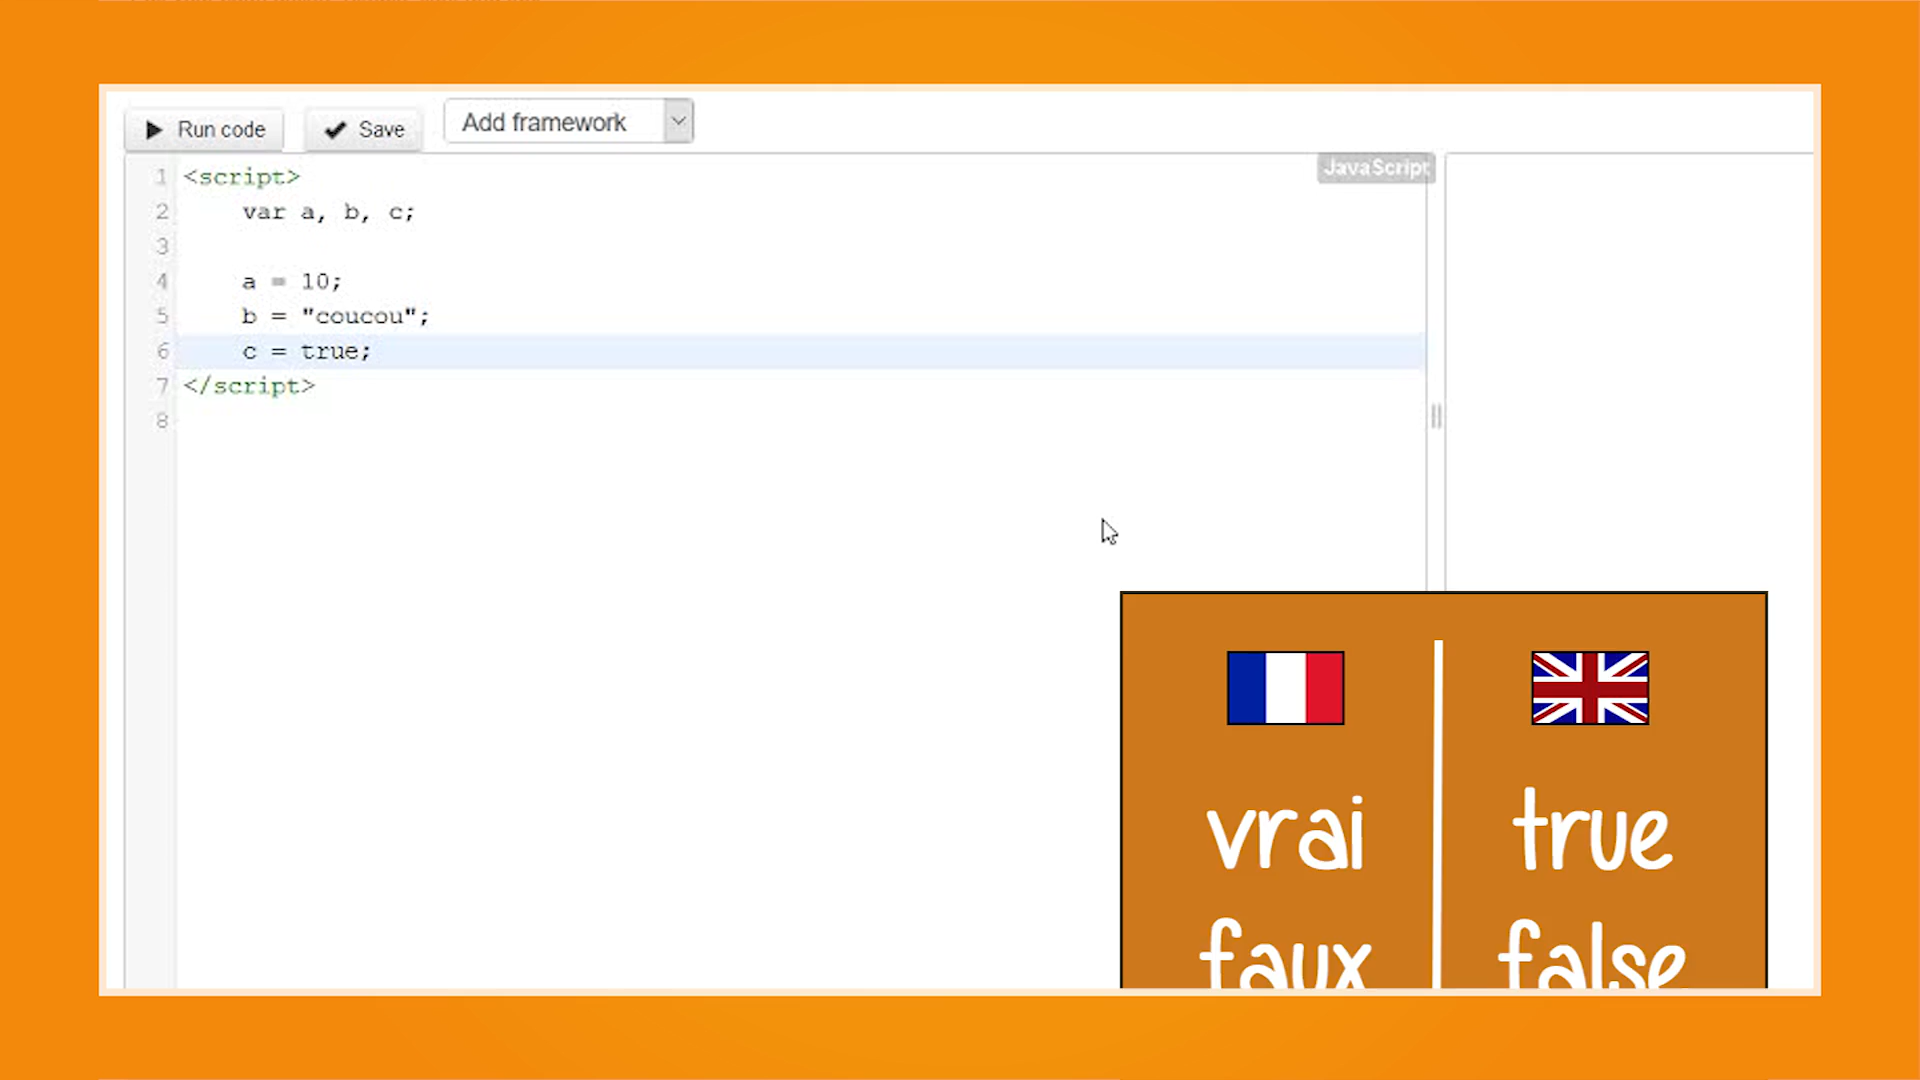 Run code
Save
Add framework
JavaScript
1 <script>
2 var a, b, c;
3
4 a = 10;
5 b = "coucou";
6 c = true;
7 </script>
8
vrai true
faux false